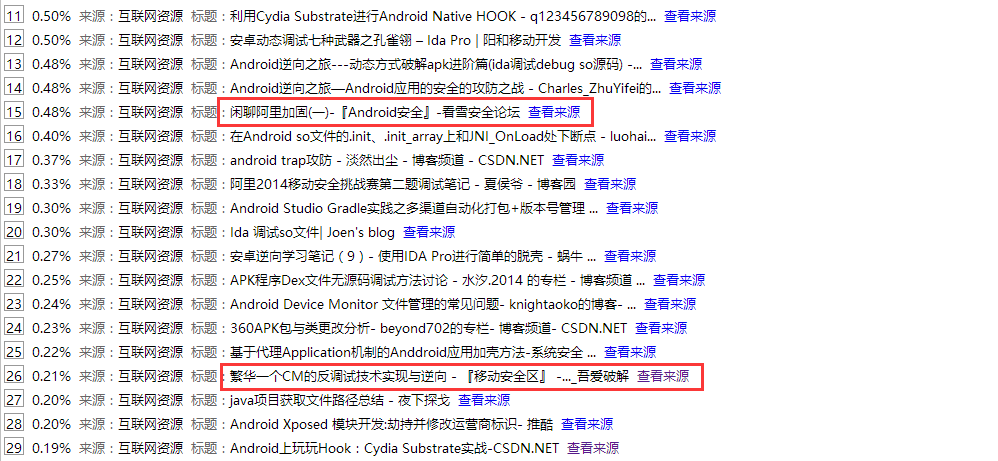 11 0.50% 来源：互联网资源 标题：利用Cydia Substrate进行Android Native HOOK - q123456789098的... 查看来源
12 0.50% 来源：互联网资源 标题：安卓动态调试七种武器之孔雀翎 – Ida Pro | 阳和移动开发 查看来源
13 0.48% 来源：互联网资源 标题：Android逆向之旅---动态方式破解apk进阶篇(ida调试debug so源码) -... 查看来源
14 0.48% 来源：互联网资源 标题：Android逆向之旅—Android应用的安全的攻防之战 - Charles_ZhuYifei的... 查看来源
15 0.48% 来源：互联网资源 标题：闲聊阿里加固(一)-『Android安全』-看雪安全论坛 查看来源
16 0.40% 来源：互联网资源 标题：在Android so文件的.init、.init_array上和JNI_OnLoad处下断点 - luohai... 查看来源
17 0.37% 来源：互联网资源 标题：android trap攻防 - 淡然出尘 - 博客频道 - CSDN.NET 查看来源
18 0.33% 来源：互联网资源 标题：阿里2014移动安全挑战赛第二题调试笔记 - 夏侯爷 - 博客园 查看来源
19 0.30% 来源：互联网资源 标题：Android Studio Gradle实践之多渠道自动化打包+版本号管理 ... 查看来源
20 0.30% 来源：互联网资源 标题：Ida 调试so文件| Joen's blog 查看来源
21 0.27% 来源：互联网资源 标题：安卓逆向学习笔记（9）- 使用IDA Pro进行简单的脱壳 - 蜗牛 ... 查看来源
22 0.25% 来源：互联网资源 标题：APK程序Dex文件无源码调试方法讨论 - 水汐.2014 的专栏 - 博客频道 ... 查看来源
23 0.24% 来源：互联网资源 标题：Android Device Monitor 文件管理的常见问题- knightaoko的博客- ... 查看来源
24 0.23% 来源：互联网资源 标题：360APK包与类更改分析- beyond702的专栏- 博客频道- CSDN.NET 查看来源
25 0.22% 来源：互联网资源 标题：基于代理Application机制的Anddroid应用加壳方法-系统安全 ... 查看来源
26 0.21% 来源：互联网资源 标题：繁华一个CM的反调试技术实现与逆向 - 『移动安全区』 -..._吾爱破解 查看来源
27 0.20% 来源：互联网资源 标题：java项目获取文件路径总结 - 夜下探戈 查看来源
28 0.20% 来源：互联网资源 标题：Android Xposed 模块开发:劫持并修改运营商标识- 推酷 查看来源
29 0.19% 来源：互联网资源 标题：Android上玩玩Hook：Cydia Substrate实战-CSDN.NET 查看来源